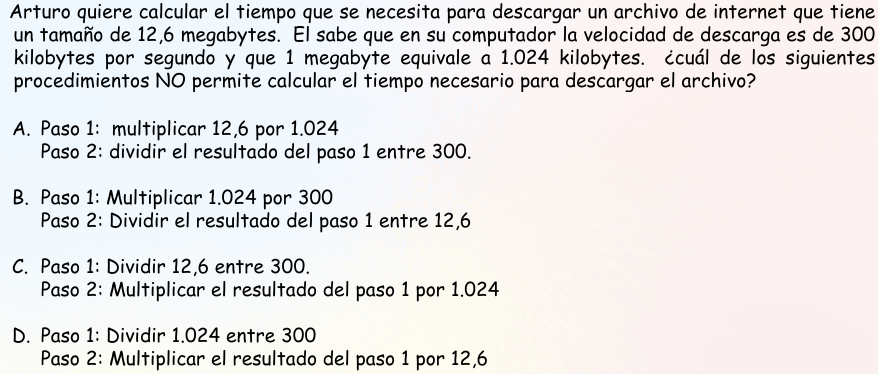 Arturo quiere calcular el tiempo que se necesita para descargar un archivo de internet que tiene
un tamaño de 12,6 megabytes. El sabe que en su computador la velocidad de descarga es de 300
kilobytes por segundo y que 1 megabyte equivale a 1.024 kilobytes. ¿cuál de los siguientes
procedimientos NO permite calcular el tiempo necesario para descargar el archivo?
A. Paso 1: multiplicar 12,6 por 1.024
Paso 2: dividir el resultado del paso 1 entre 300.
B. Paso 1: Multiplicar 1.024 por 300
Paso 2: Dividir el resultado del paso 1 entre 12,6
C. Paso 1: Dividir 12,6 entre 300.
Paso 2: Multiplicar el resultado del paso 1 por 1.024
D. Paso 1: Dividir 1.024 entre 300
Paso 2: Multiplicar el resultado del paso 1 por 12,6